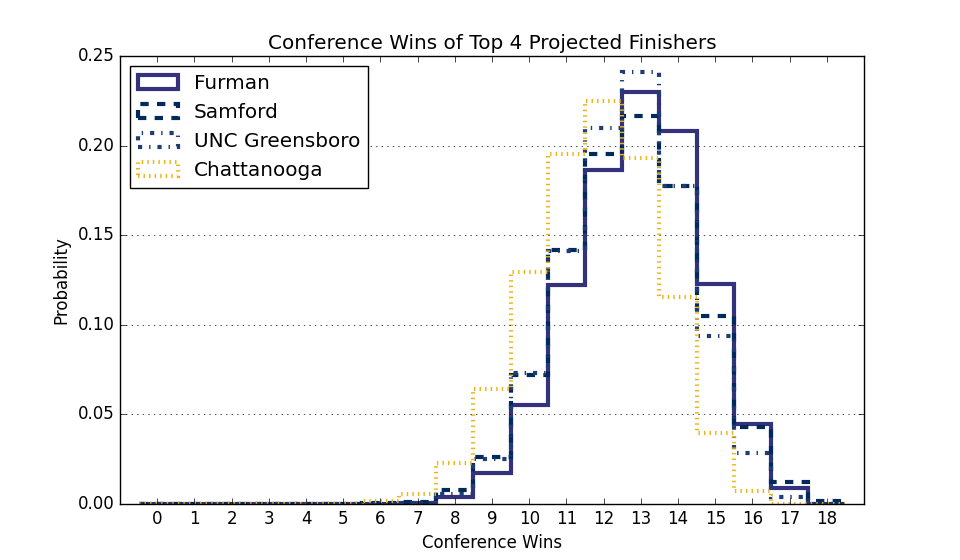 Conference Wins of Top 4 Projected Finishers
Furman
Samford
UNC Greensboro
Chattanooga
0.25
0.20
0.15
0.10
0.05
0.00
Probability
0 1 2 3 4 5 6 7 8 9 10 11 12 13 14 15 16 17 18
Conference Wins